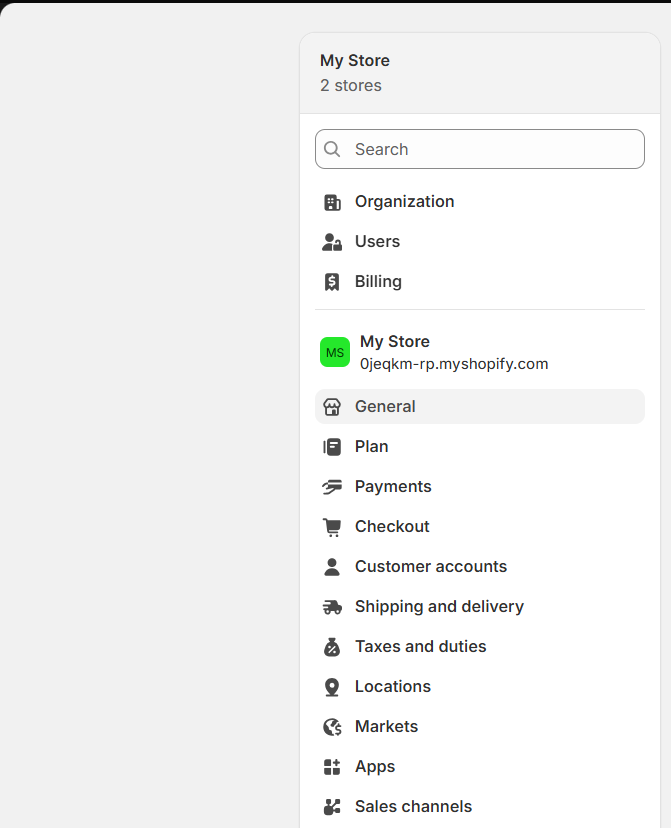 My Store
2 stores
Search
Organization
Users
Billing
MS
My Store
0jeqkm-rp.myshopify.com
General
Plan
Payments
Checkout
Customer accounts
Shipping and delivery
Taxes and duties
Locations
Markets
Apps
Sales channels